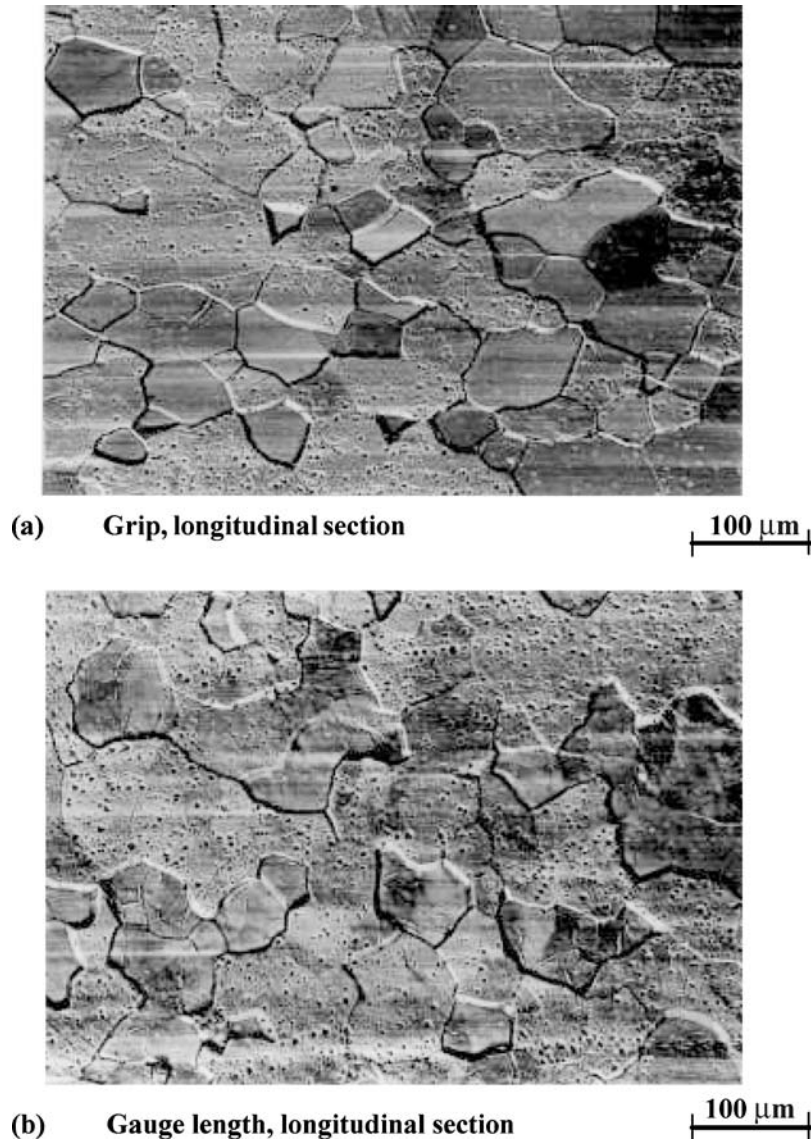 (a) Grip, longitudinal section
100 μm
(b) Gauge length, longitudinal section
100 μm